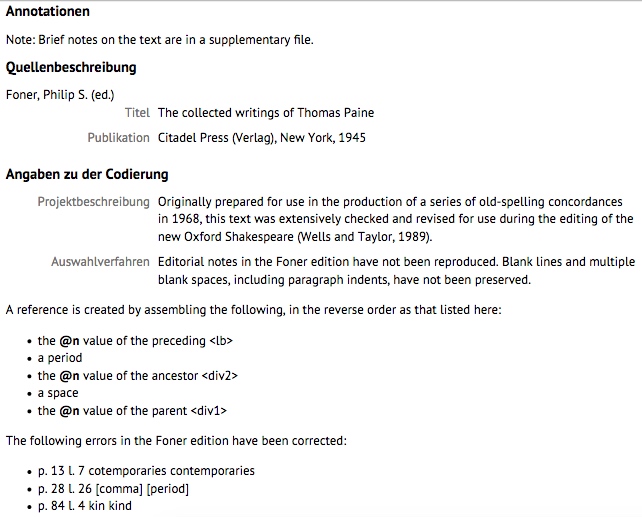 Annotationen
Note: Brief notes on the text are in a supplementary file.
Quellenbeschreibung
Foner, Philip S. (ed.)
Titel The collected writings of Thomas Paine
Publikation Citadel Press (Verlag), New York, 1945
Angaben zu der Codierung
Projektbeschreibung Originally prepared for use in the production of a series of old-spelling concordances
in 1968, this text was extensively checked and revised for use during the editing of the
new Oxford Shakespeare (Wells and Taylor, 1989).
Auswahlverfahren Editorial notes in the Foner edition have not been reproduced. Blank lines and multiple
blank spaces, including paragraph indents, have not been preserved.
A reference is created by assembling the following, in the reverse order as that listed here:
• the @n value of the preceding <lb>
• a period
• the @n value of the ancestor <div2>
• a space
• the @n value of the parent <div1>
The following errors in the Foner edition have been corrected:
• p. 13 l. 7 cotemporaries contemporaries
• p. 28 l. 26 [comma] [period]
• p. 84 l. 4 kin kind